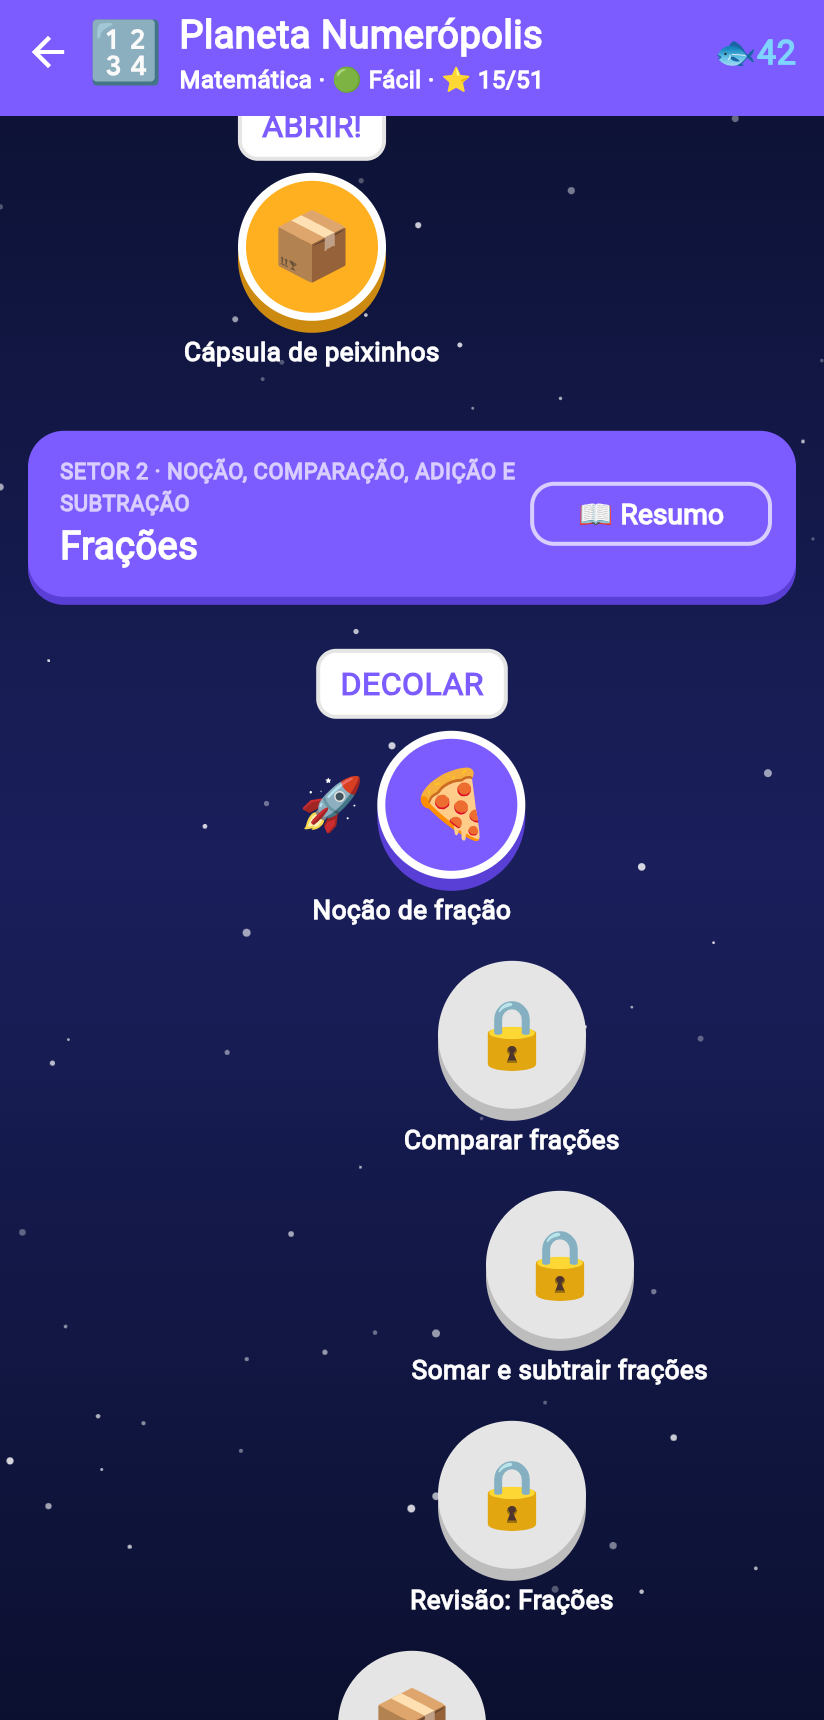 Planeta Numerópolis
Matemática · 🟢 Fácil · ⭐ 15/51
🐟42
ABRIR!
Cápsula de peixinhos
SETOR 2 · NOÇÃO, COMPARAÇÃO, ADIÇÃO E
SUBTRAÇÃO
Frações
📖 Resumo
DECOLAR
Noção de fração
Comparar frações
Somar e subtrair frações
Revisão: Frações